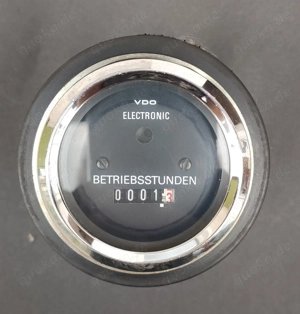 VDO
ELECTRONIC
BETRIEBSSTUNDEN
0001